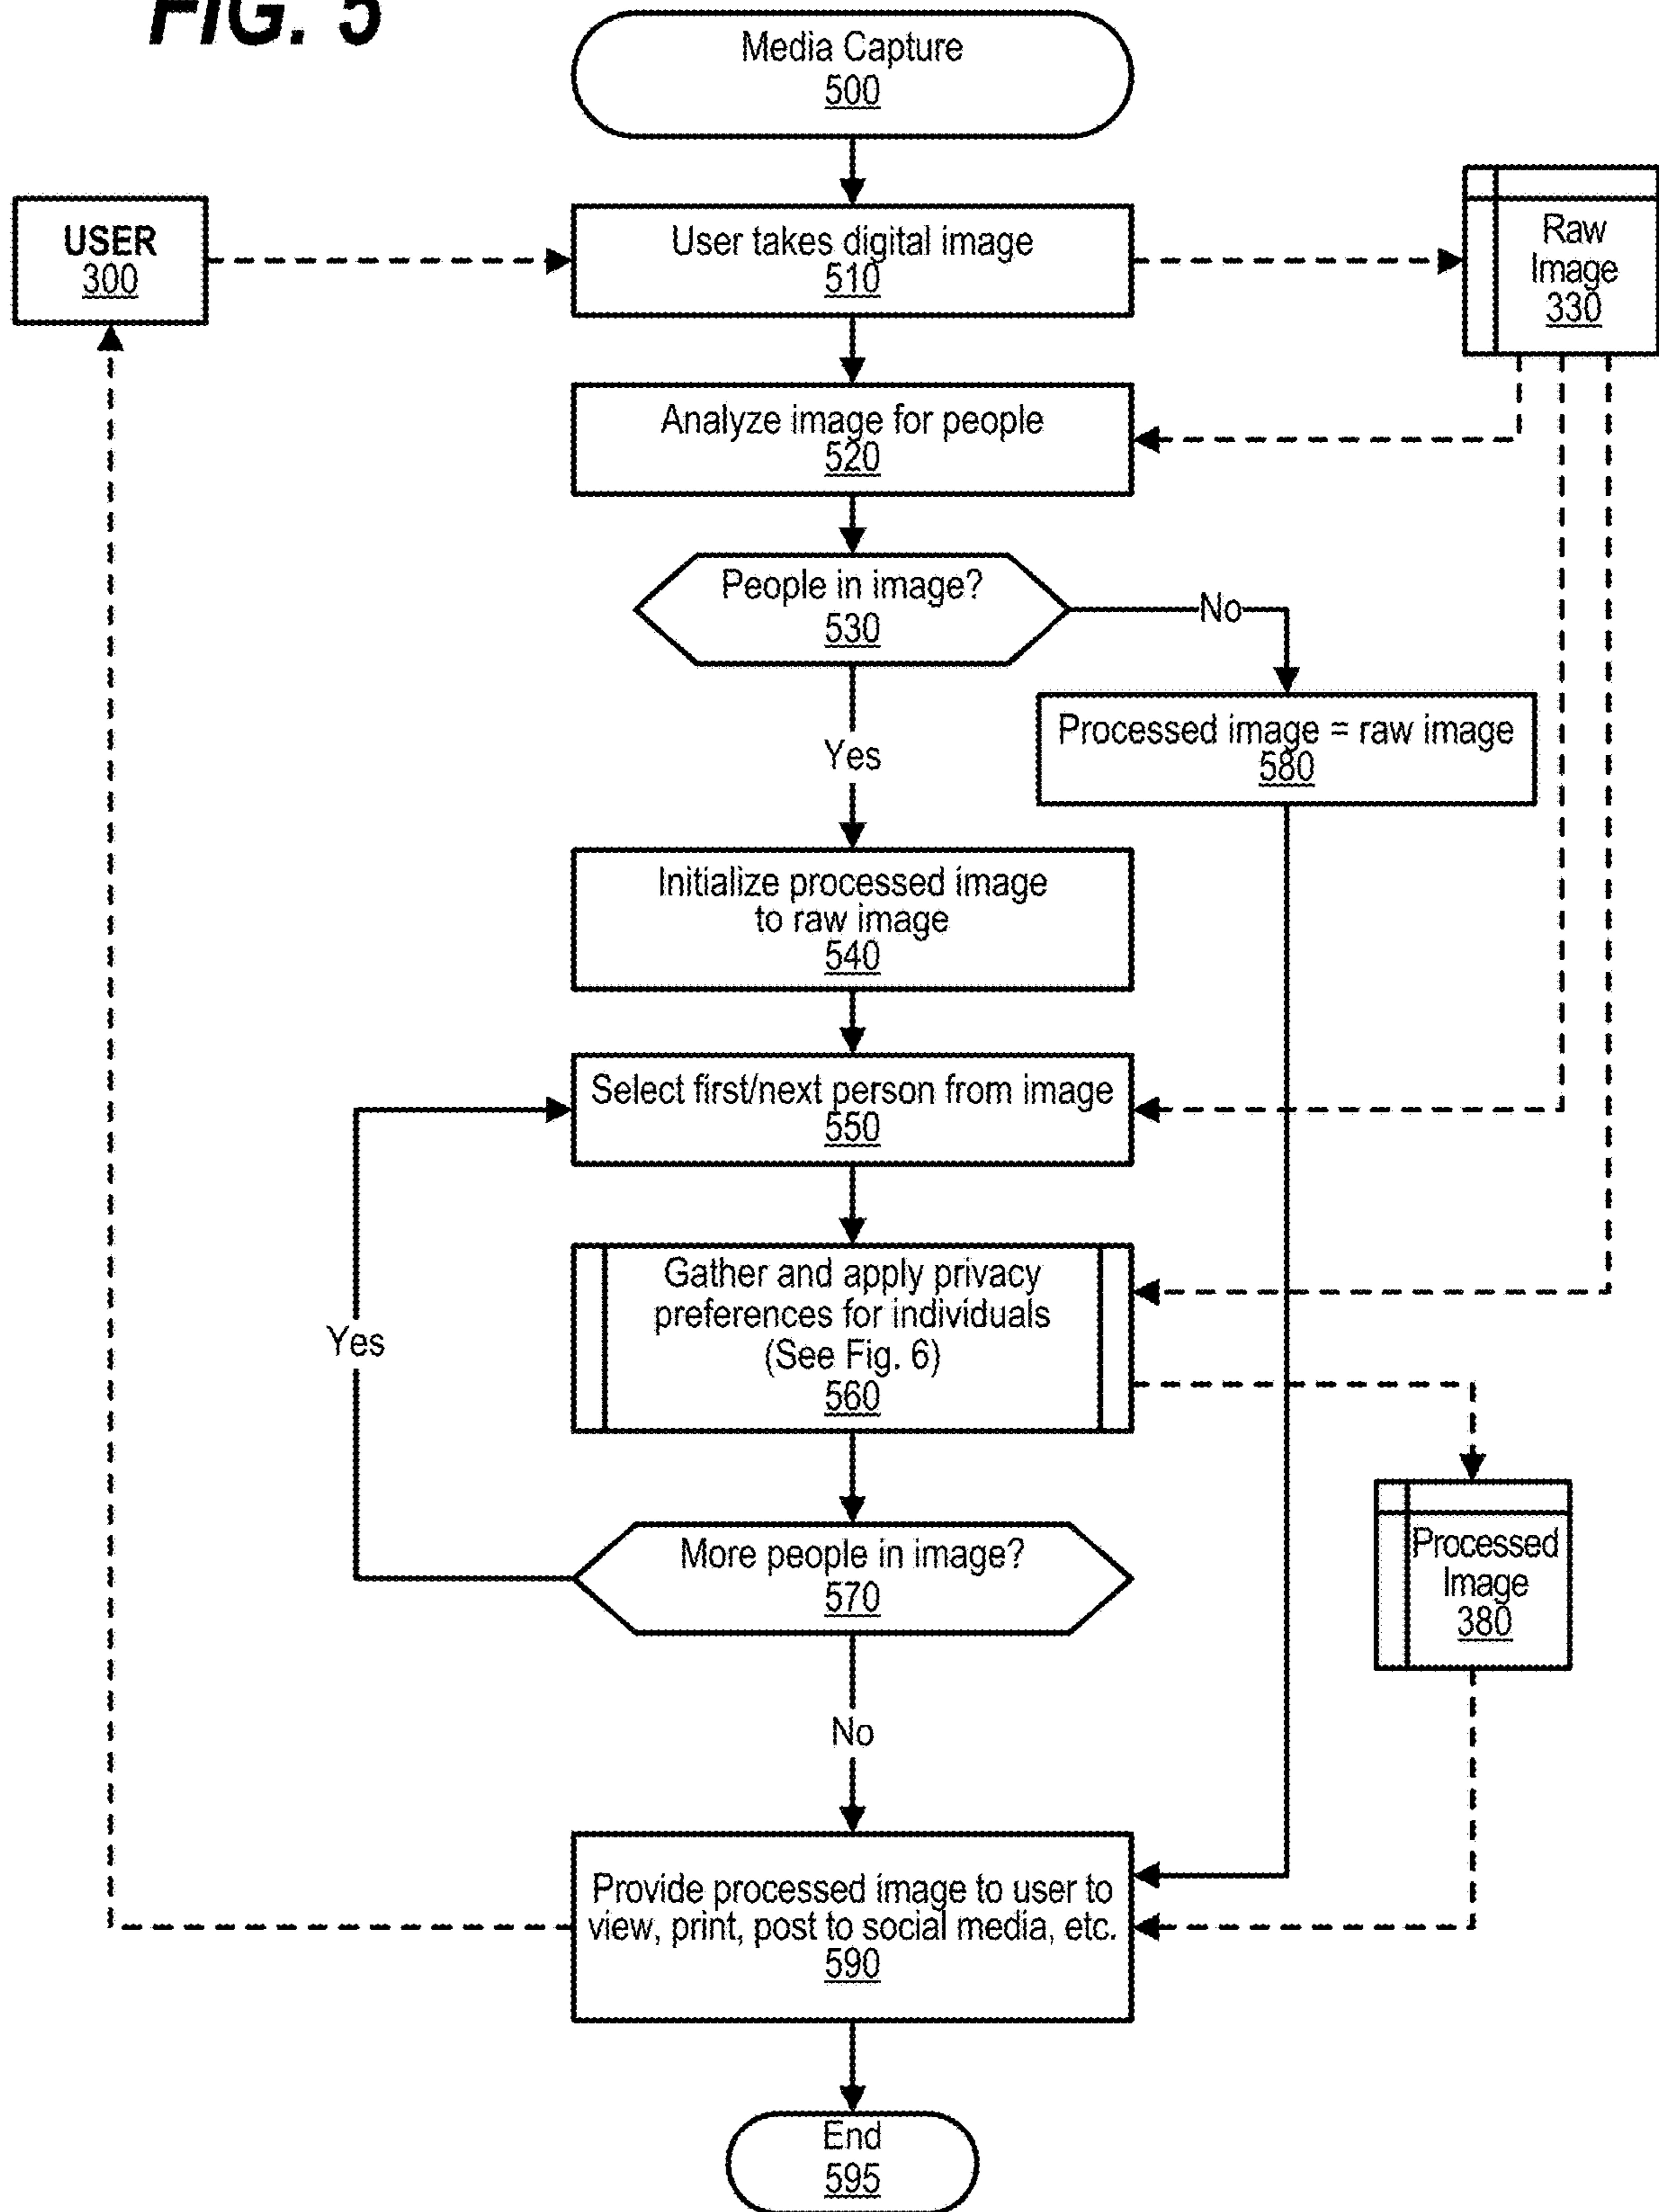 FIG. 5
Media Capture
500
USER
300
User takes digital image
510
Raw
Image
330
Analyze image for people
520
People in image?
530
No
Processed image = raw image
580
Yes
Initialize processed image
to raw image
540
Select first/next person from image
550
Gather and apply privacy
preferences for individuals
(See Fig. 6)
560
Yes
More people in image?
570
Processed
Image
380
No
Provide processed image to user to
view, print, post to social media, etc.
590
End
595